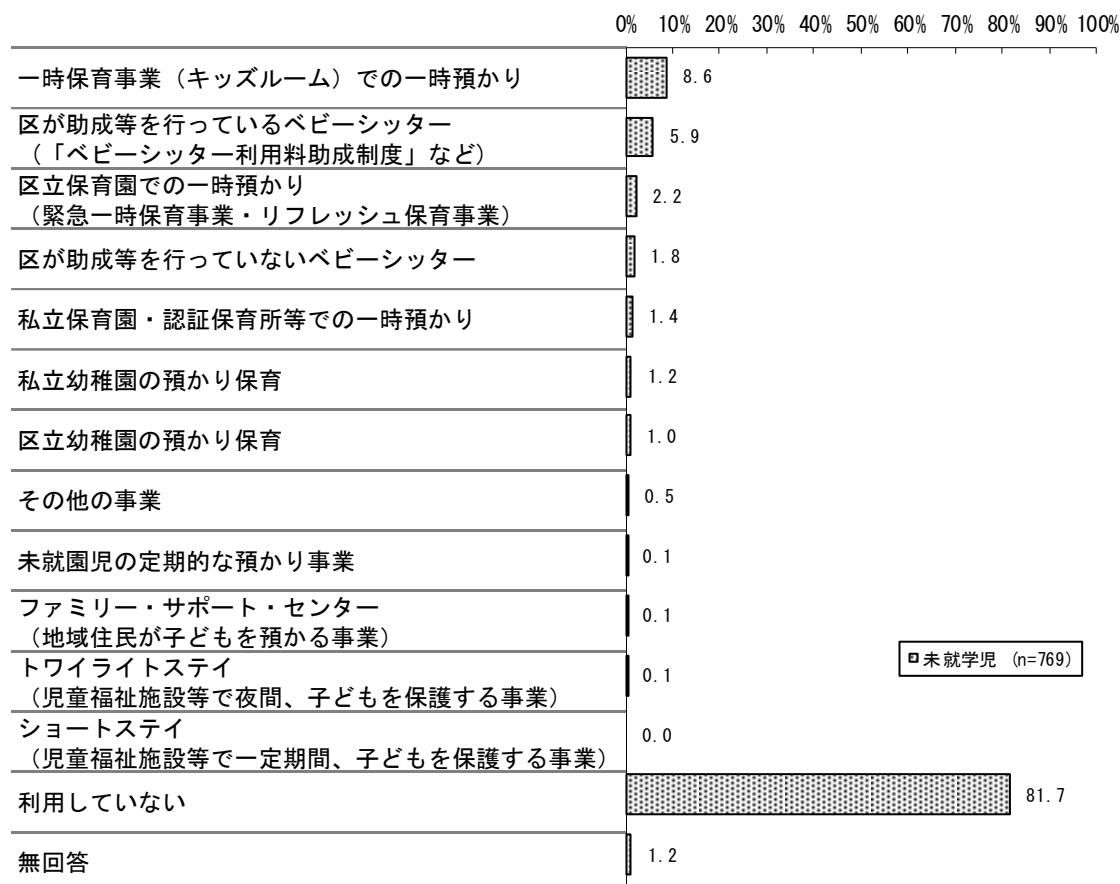 0% 10% 20% 30% 40% 50% 60% 70% 80% 90% 100%
一時保育事業（キッズルーム）での一時預かり 8.6
区が助成等を行っているベビーシッター
（「ベビーシッター利用料助成制度」など） 5.9
区立保育園での一時預かり
（緊急一時保育事業・リフレッシュ保育事業） 2.2
区が助成等を行っていないベビーシッター 1.8
私立保育園・認証保育所等での一時預かり 1.4
私立幼稚園の預かり保育 1.2
区立幼稚園の預かり保育 1.0
その他の事業 0.5
未就園児の定期的な預かり事業 0.1
ファミリー・サポート・センター
（地域住民が子どもを預かる事業） 0.1
未就学児 (n=769)
トワイライトステイ
（児童福祉施設等で夜間、子どもを保護する事業） 0.1
ショートステイ
（児童福祉施設等で一定期間、子どもを保護する事業） 0.0
利用していない 81.7
無回答 1.2